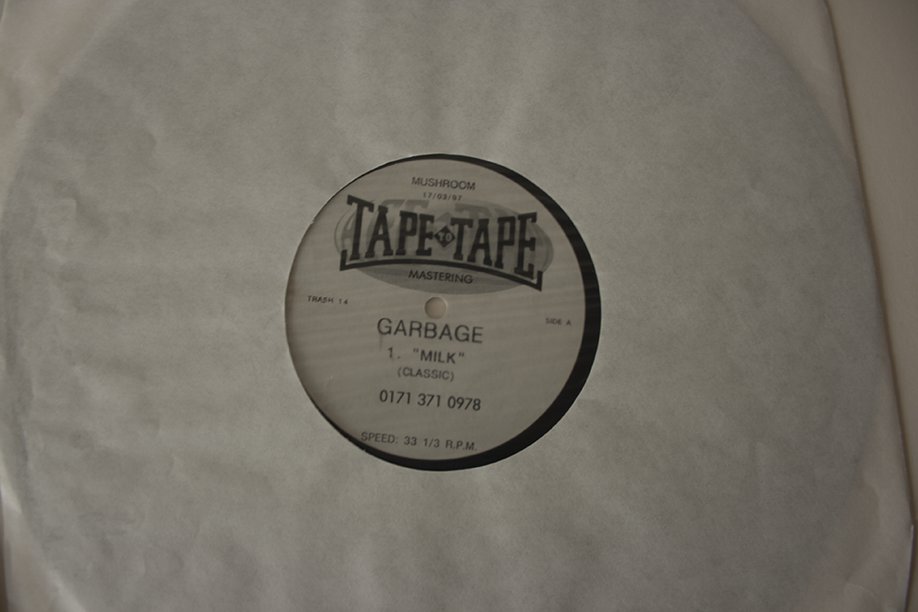 MUSHROOM
17/03/97
TAPE TO TAPE
MASTERING
TRASH 14
SIDE A
GARBAGE
1. "MILK"
(CLASSIC)
0171 371 0978
SPEED: 33 1/3 R.P.M.